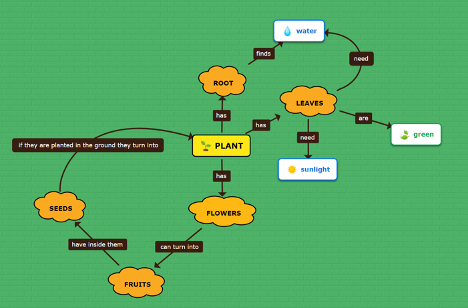 water
finds
need
ROOT
LEAVES
has
has
are
need
green
if they are planted in the ground they turn into
PLANT
sunlight
has
SEEDS
FLOWERS
have inside them
can turn into
FRUITS